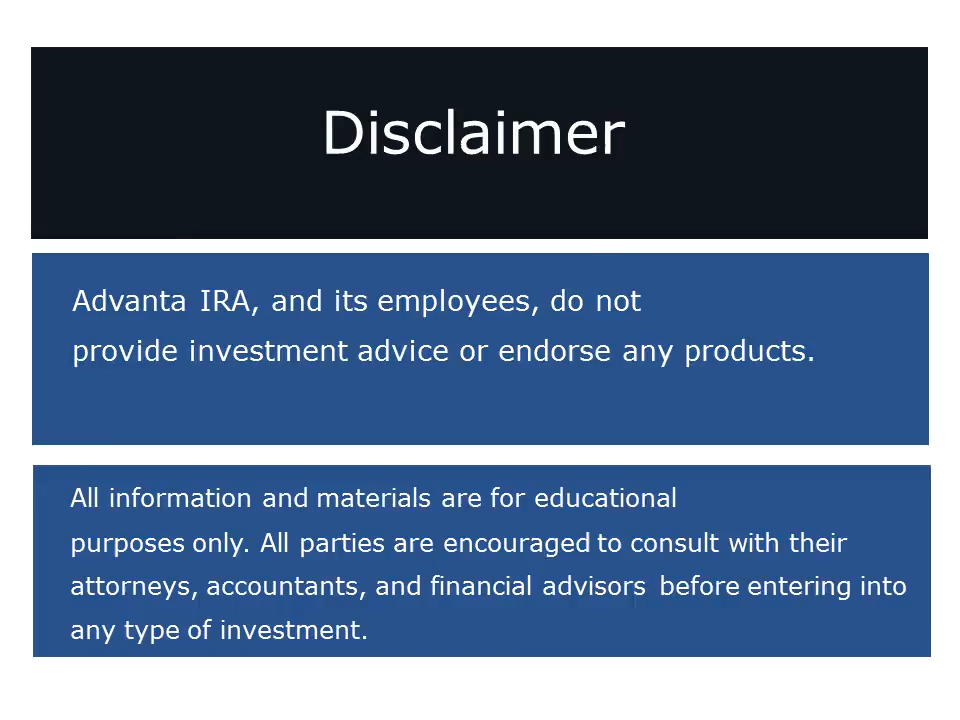 Disclaimer
Advanta IRA, and its employees, do not
provide investment advice or endorse any products.
All information and materials are for educational
purposes only. All parties are encouraged to consult with their
attorneys, accountants, and financial advisors before entering into
any type of investment.